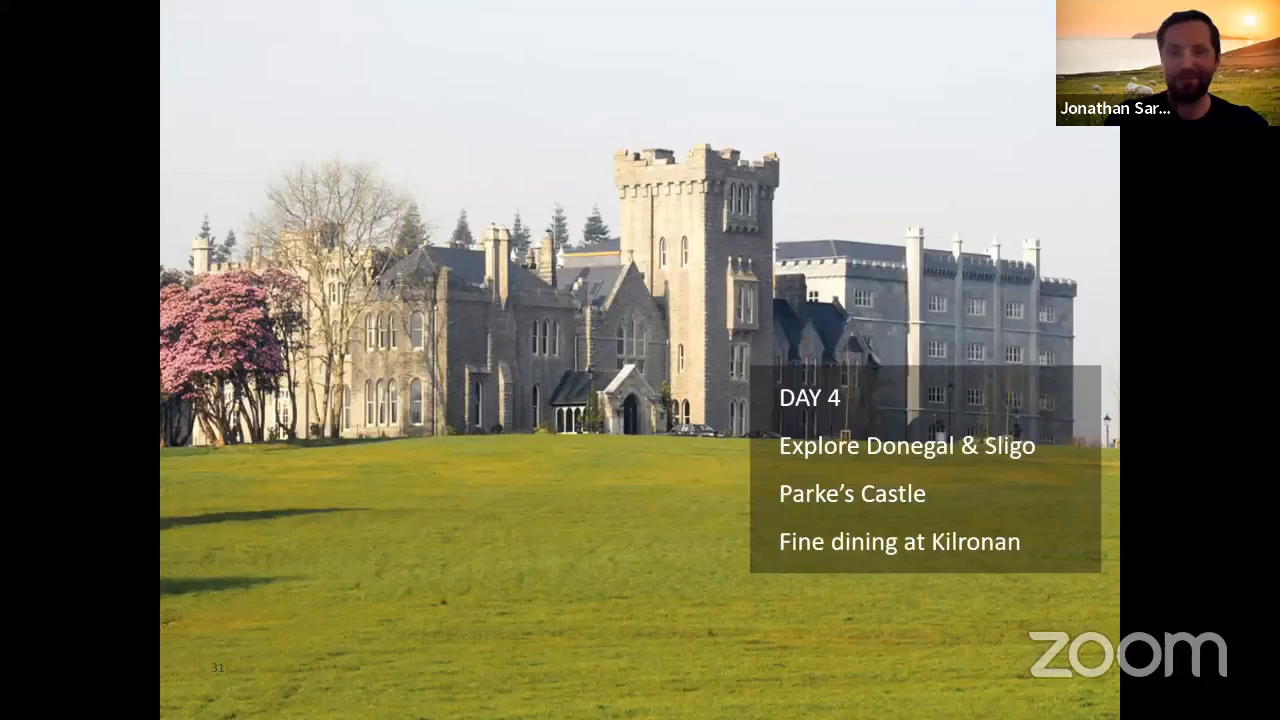 Jonathan Sar...
DAY 4
Explore Donegal & Sligo
Parke’s Castle
Fine dining at Kilronan
31
zoom